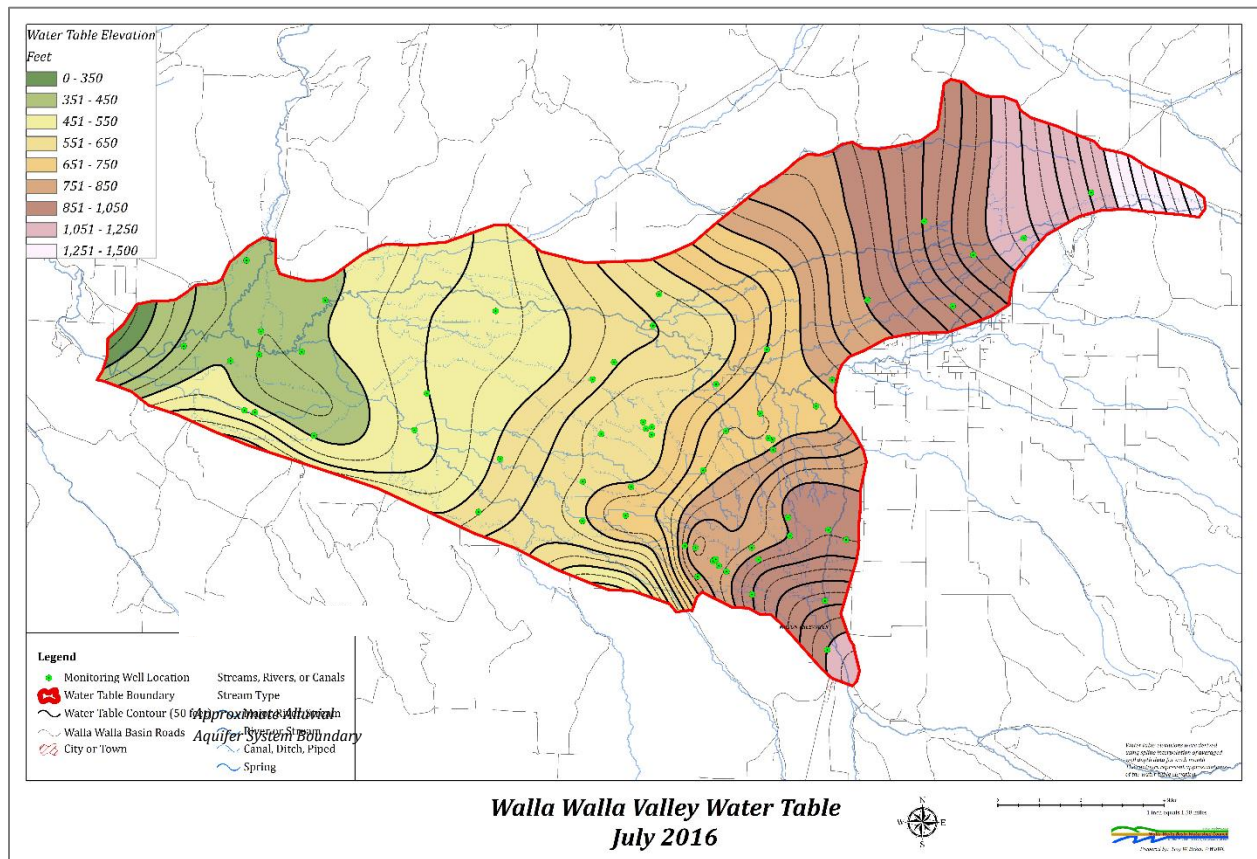 Water Table Elevation
Feet
0 - 350
351 - 450
451 - 550
551 - 650
651 - 750
751 - 850
851 - 1,050
1,051 - 1,250
1,251 - 1,500
Legend
Monitoring Well Location
Water Table Boundary
Water Table Contour (50
Walla Walla Basin Roads
City or Town
Approximate Alluvial
Aquifer System Boundary
Streams, Rivers, or Canals
Stream Type
River or Stream
Canal, Ditch, Piped
Spring
Walla Walla Valley Water Table
July 2016
N
W
E
S